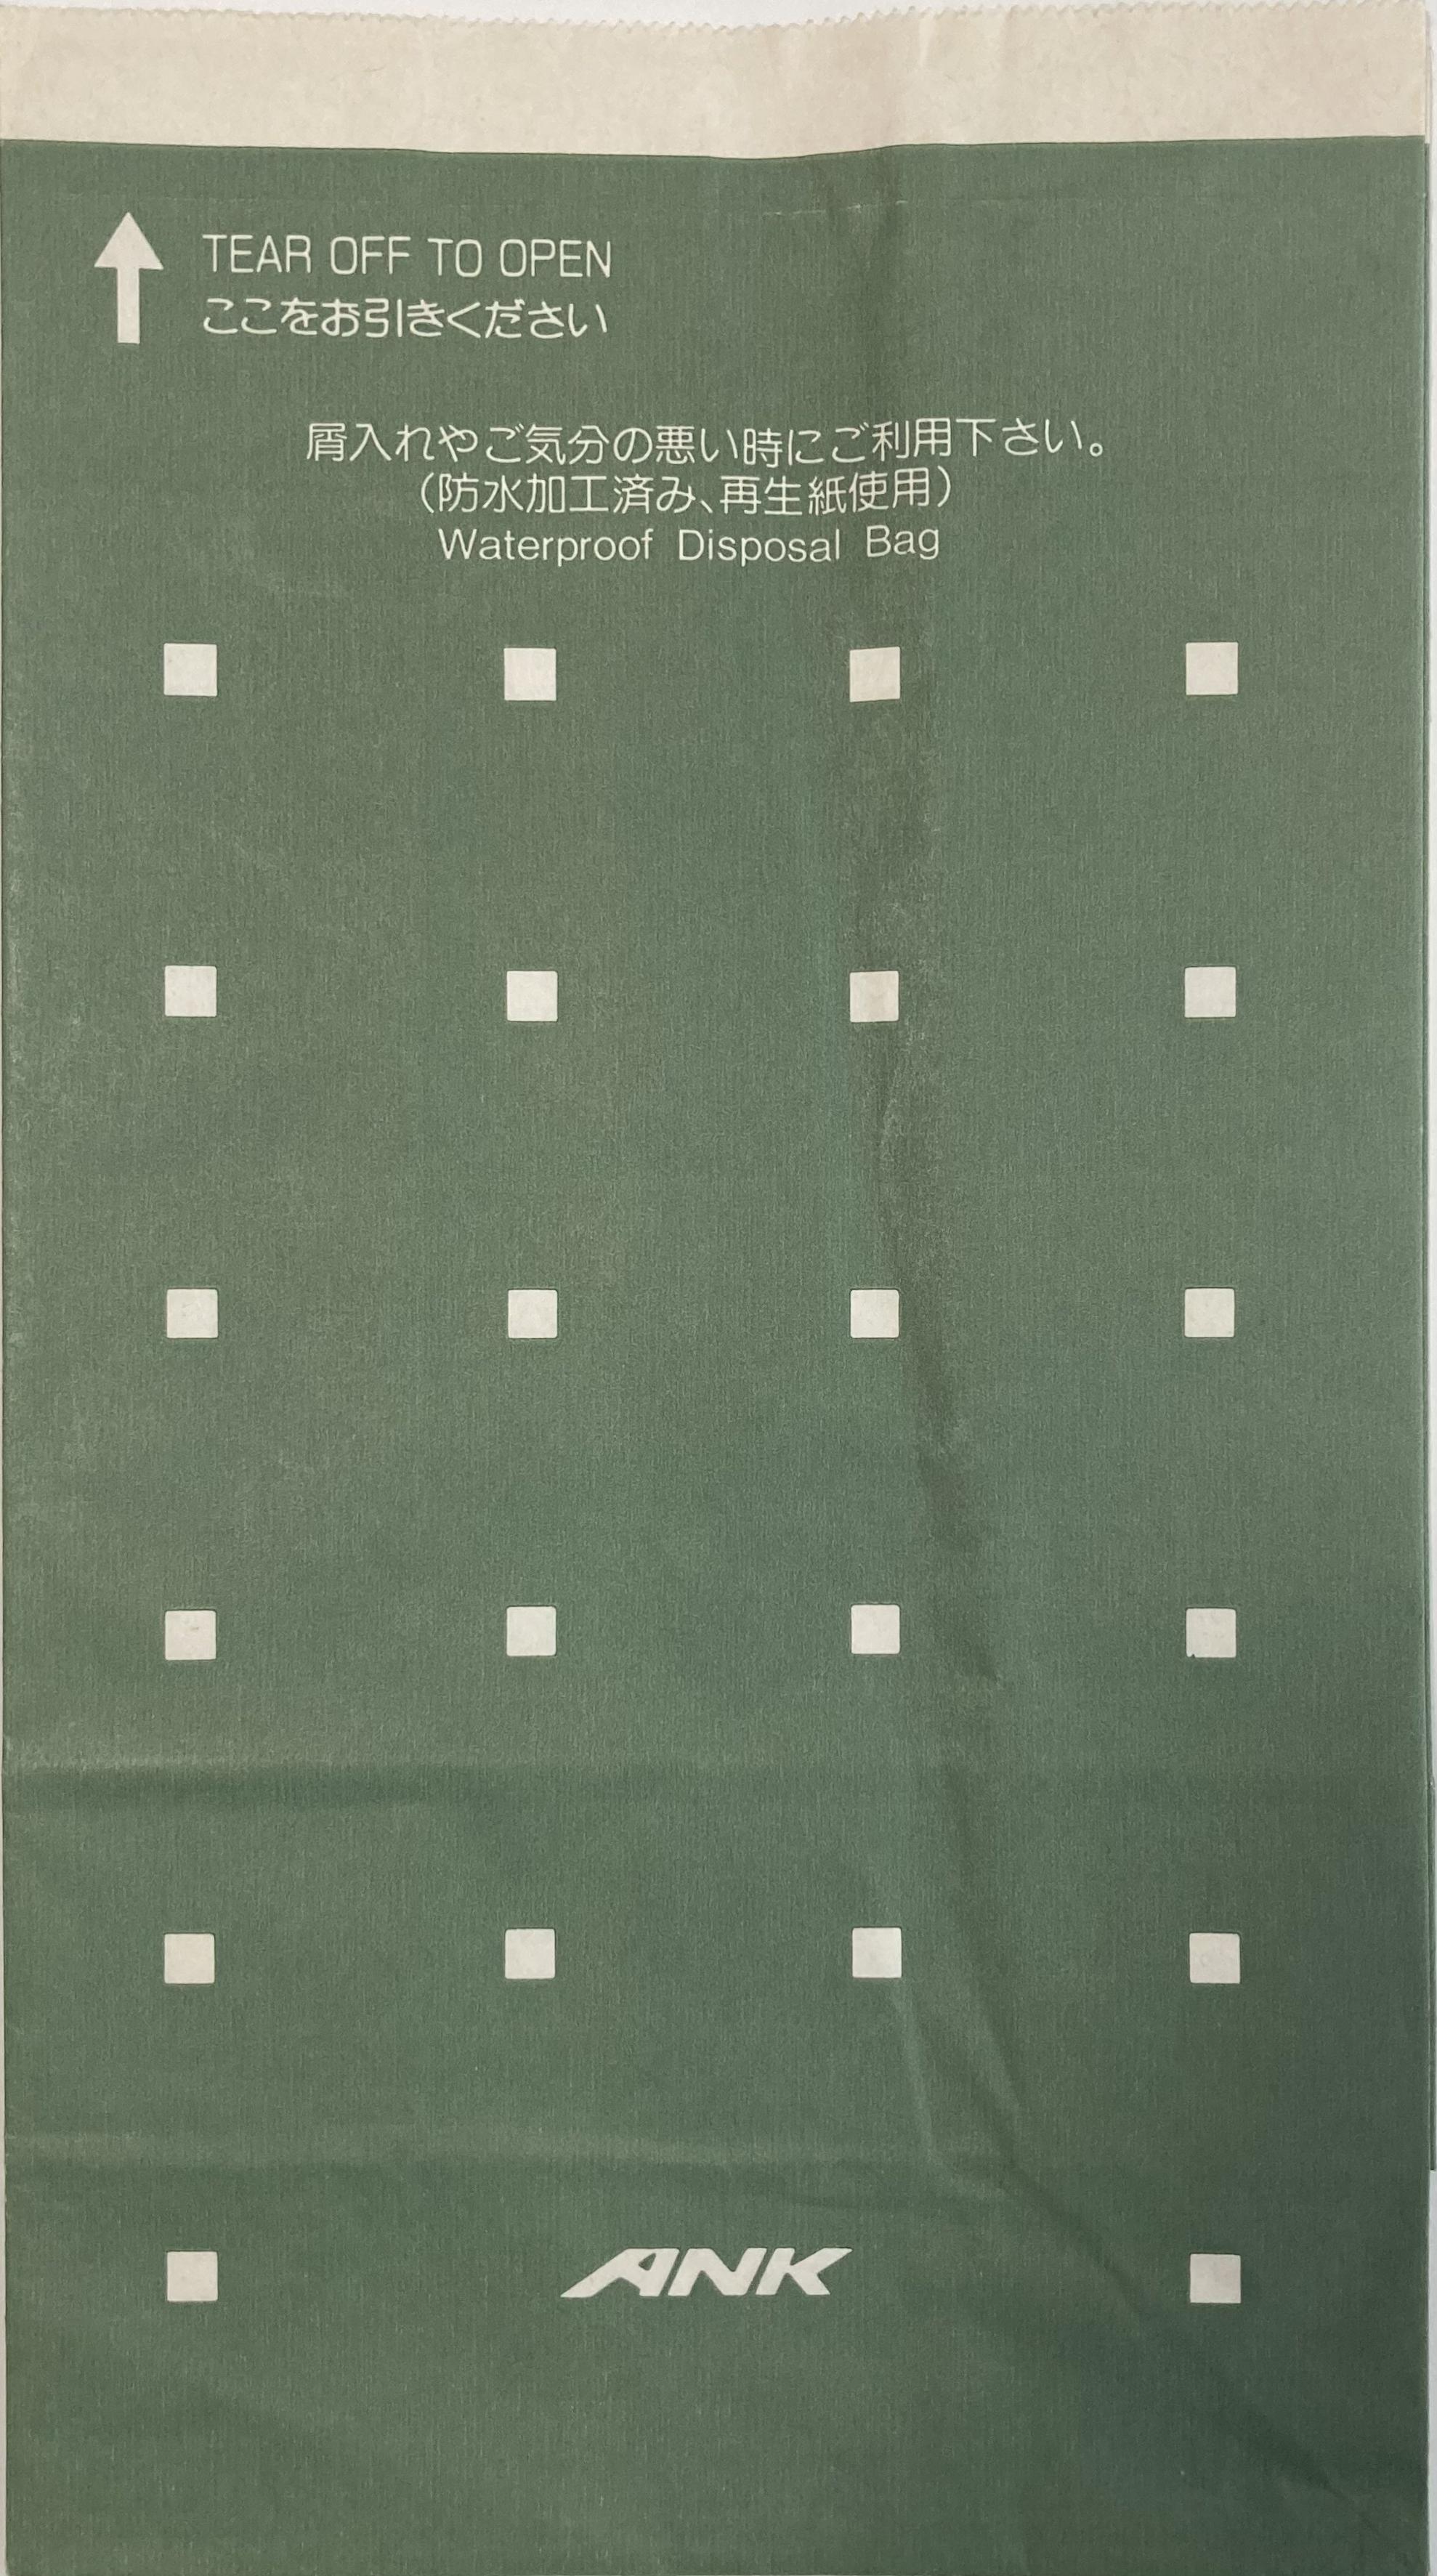 TEAR OFF TO OPEN
ここをお引きください
屑入れやご気分の悪い時にご利用下さい。
(防水加工済み、再生紙使用)
Waterproof Disposal Bag
ANK